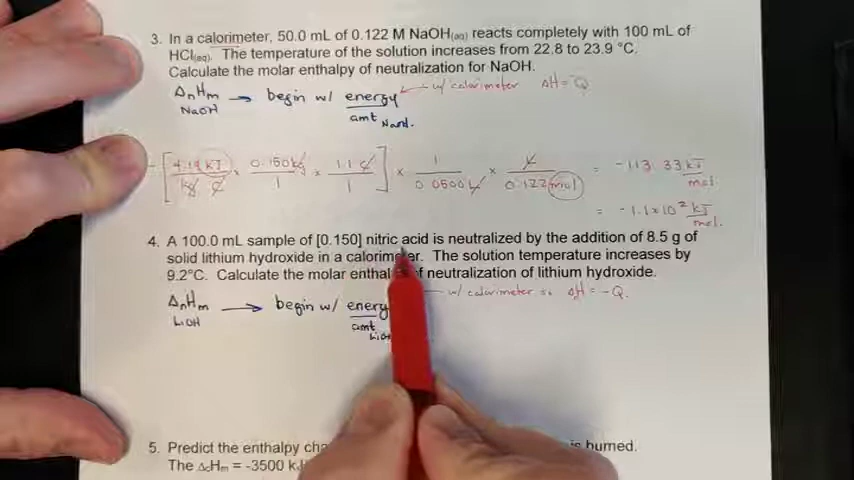 3. In a calorimeter, 50.0 mL of 0.122 M NaOH(aq) reacts completely with 100 mL of
HCl(aq). The temperature of the solution increases from 22.8 to 23.9 °C.
Calculate the molar enthalpy of neutralization for NaOH.
ΔnHm → begin w/ energy ← w/ calorimeter ΔH = -Q
NaOH amt NaOH.
- [4.19 kJ / kg °C × 0.150 kg / 1 × 1.1 °C / 1] × 1 / 0.0500 L × L / 0.122 mol = -113.33 kJ / mol
= -1.1 x 10² kJ / mol.
4. A 100.0 mL sample of [0.150] nitric acid is neutralized by the addition of 8.5 g of
solid lithium hydroxide in a calorimeter. The solution temperature increases by
9.2°C. Calculate the molar of neutralization of lithium hydroxide.
ΔnHm → begin w/ energy w/ calorimeter so ΔH = -Q.
LiOH amt
5. Predict the enthalpy is burned.
The ΔcHm = -3500